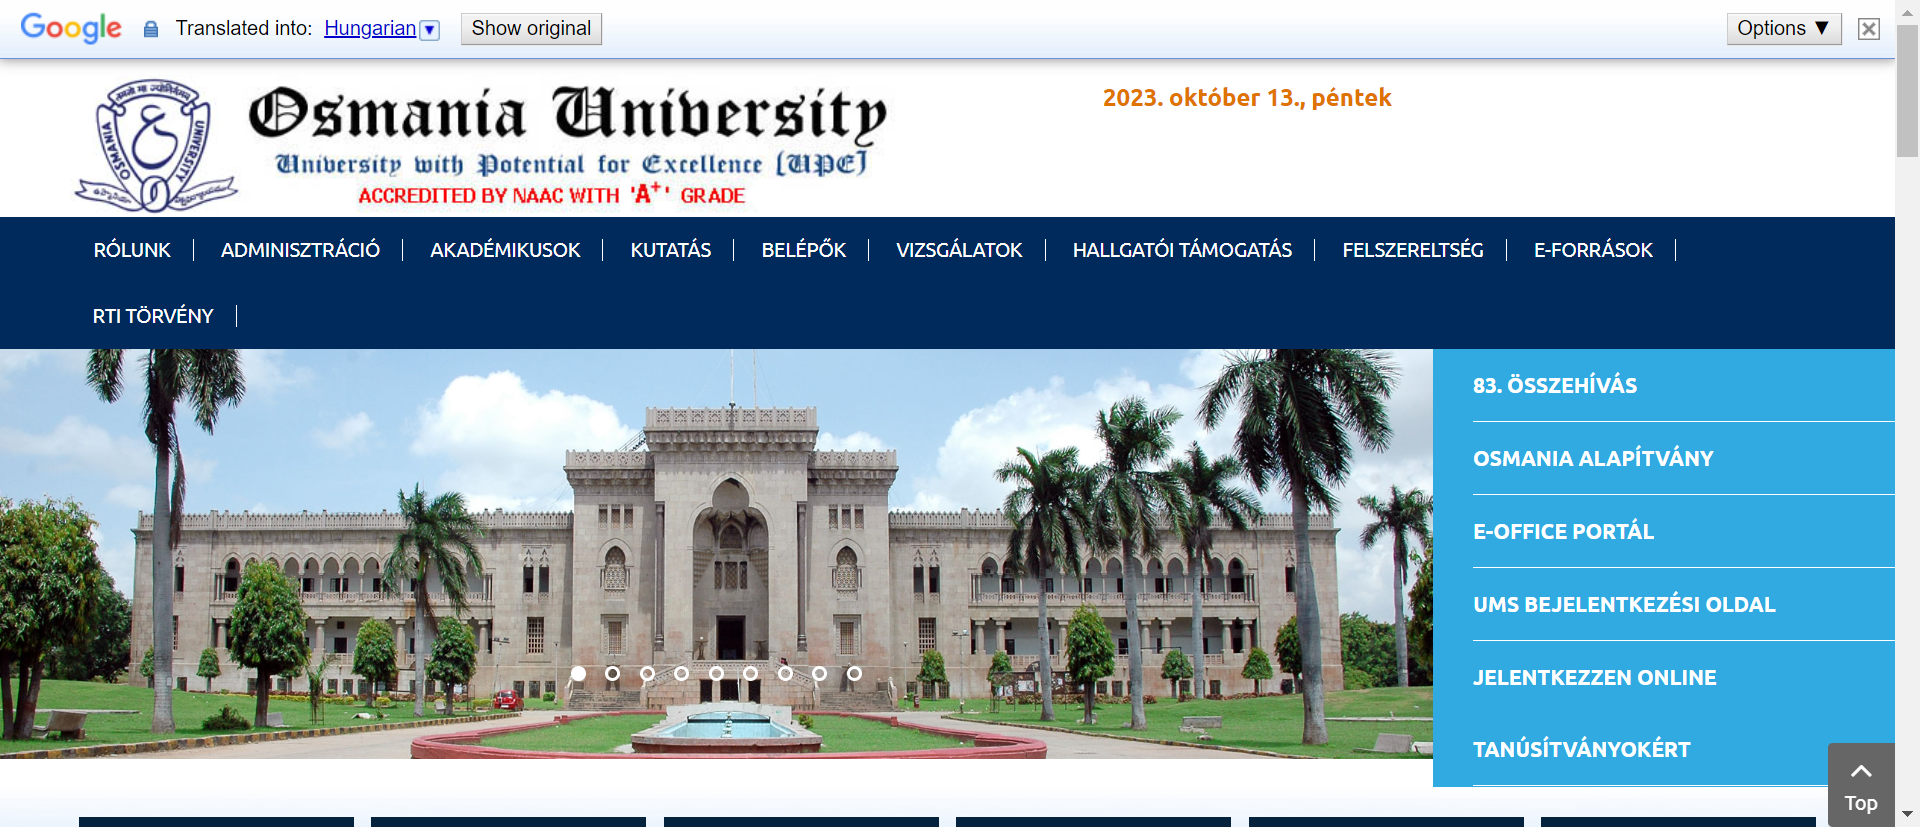 Google Translated into: Hungarian ▼ Show original Options ▼
Osmania University
University with Potential for Excellence [UPE]
ACCREDITED BY NAAC WITH 'A+' GRADE
OSMANIA UNIVERSITY
2023. október 13., péntek
RÓLUNK ADMINISZTRÁCIÓ AKADÉMIKUSOK KUTATÁS BELÉPŐK VIZSGÁLATOK HALLGATÓI TÁMOGATÁS FELSZERELTSÉG E-FORRÁSOK
RTI TÖRVÉNY
83. ÖSSZEHÍVÁS
OSMANIA ALAPÍTVÁNY
E-OFFICE PORTÁL
UMS BEJELENTKEZÉSI OLDAL
JELENTKEZZEN ONLINE
TANÚSÍTVÁNYOKÉRT
Top